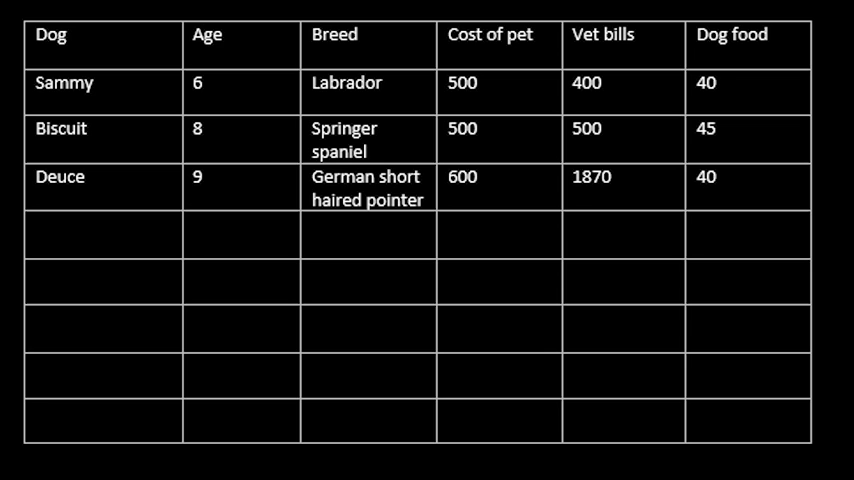 Dog Age Breed Cost of pet Vet bills Dog food
Sammy 6 Labrador 500 400 40
Biscuit 8 Springer 500 500 45
spaniel
Deuce 9 German short 600 1870 40
haired pointer